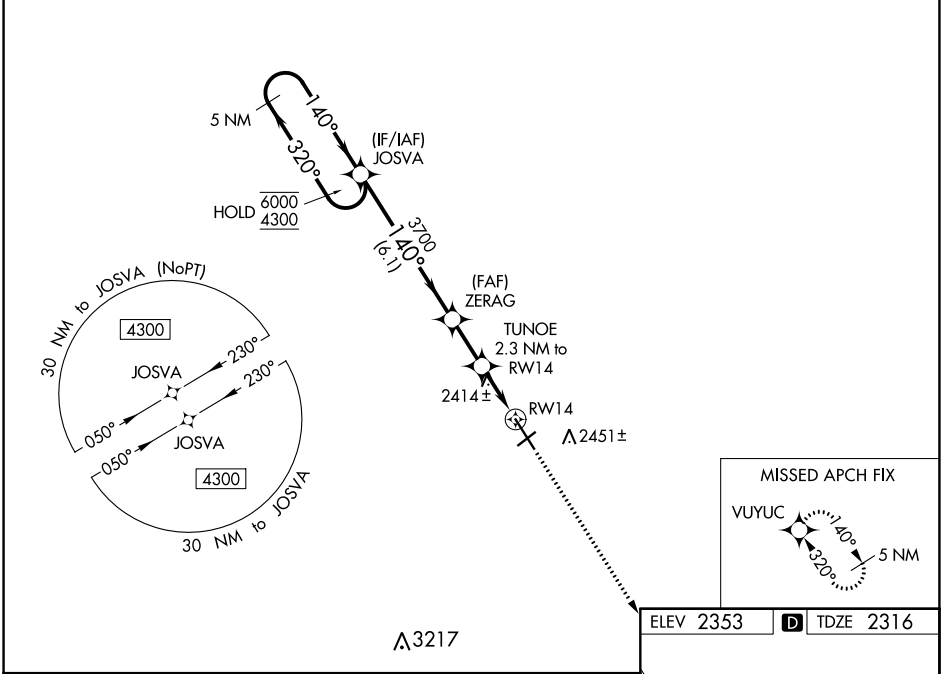 5 NM
140°
320°
(IF/IAF)
JOSVA
HOLD 6000
4300
3700
140°
(6.1)
(FAF)
ZERAG
TUNOE
2.3 NM to
RW14
2414±
RW14
2451±
30 NM to JOSVA (NoPT)
4300
JOSVA
230°
230°
050°
050°
JOSVA
4300
30 NM to JOSVA
MISSED APCH FIX
VUYUC
140°
320°
5 NM
3217
ELEV 2353 D TDZE 2316